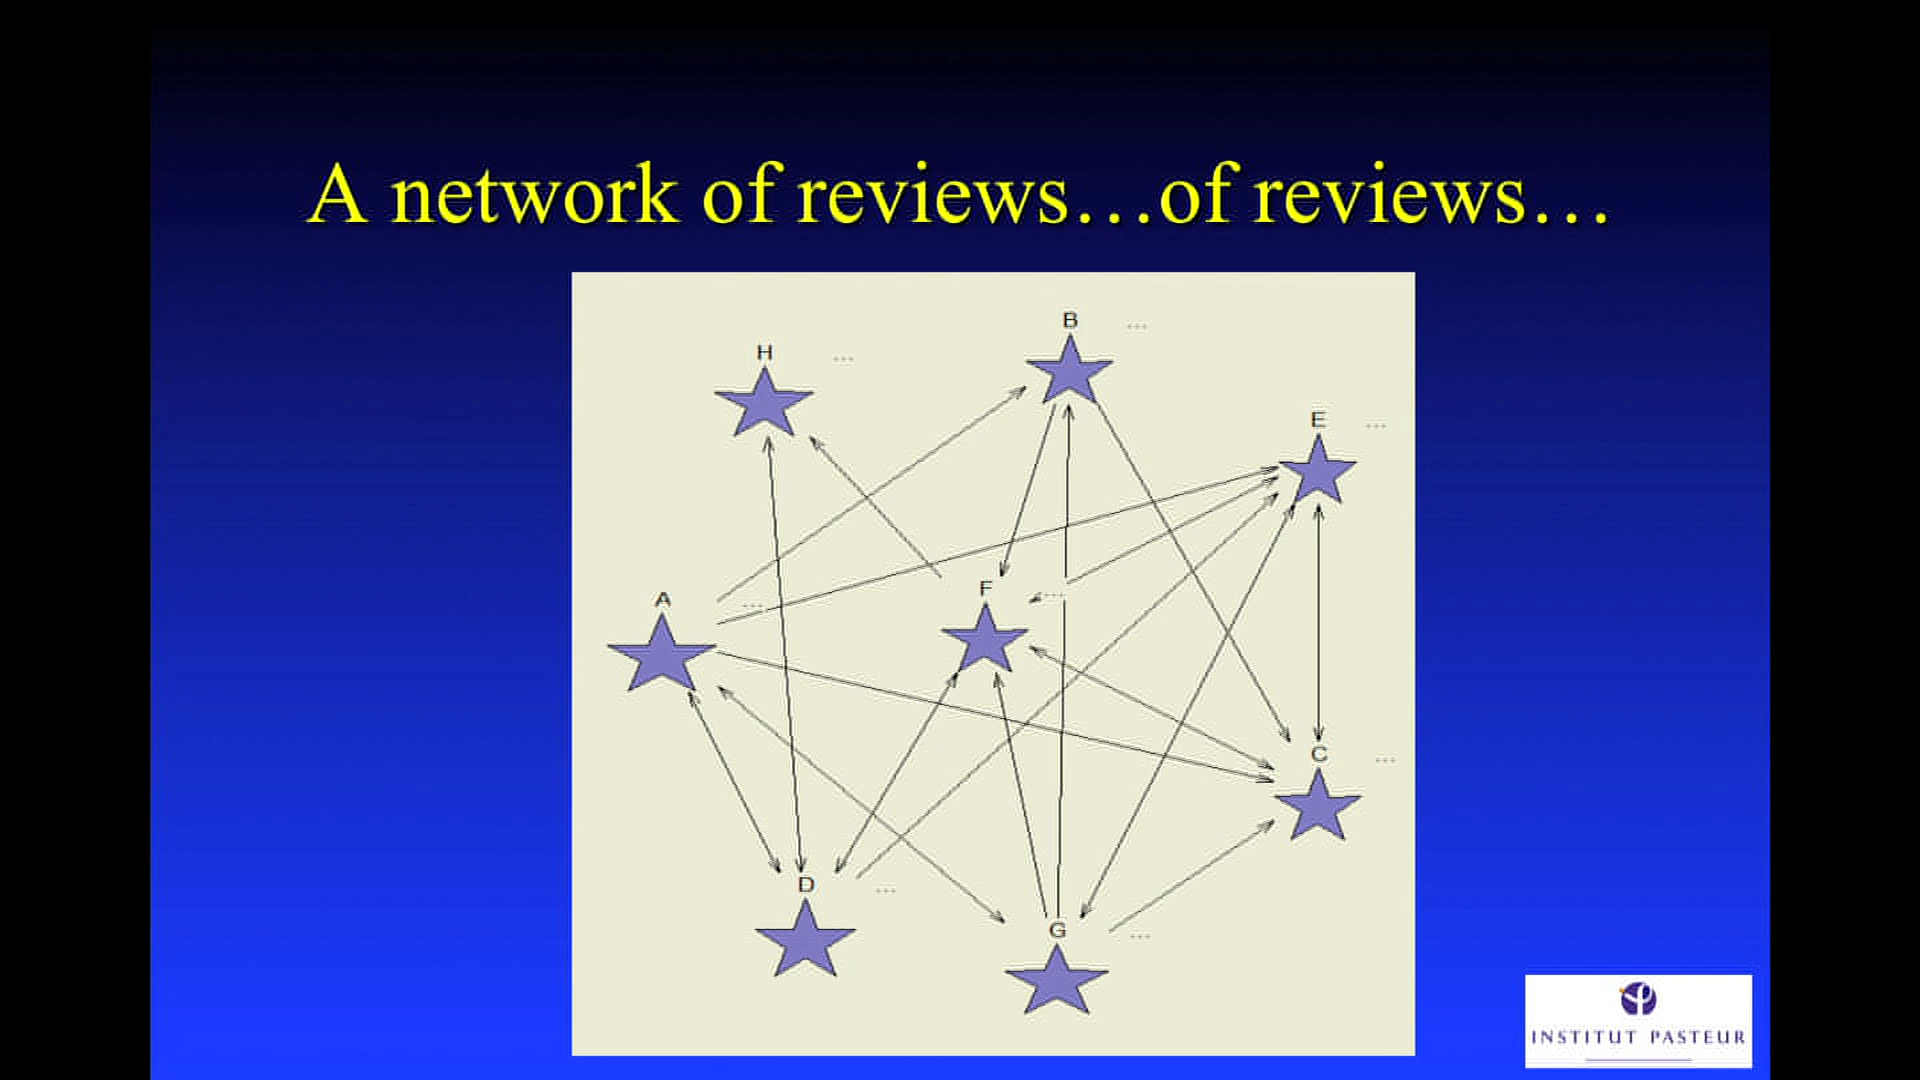 A network of reviews…of reviews…
B ...
H ...
E ...
F ...
A ...
C ...
D ...
G ...
INSTITUT PASTEUR